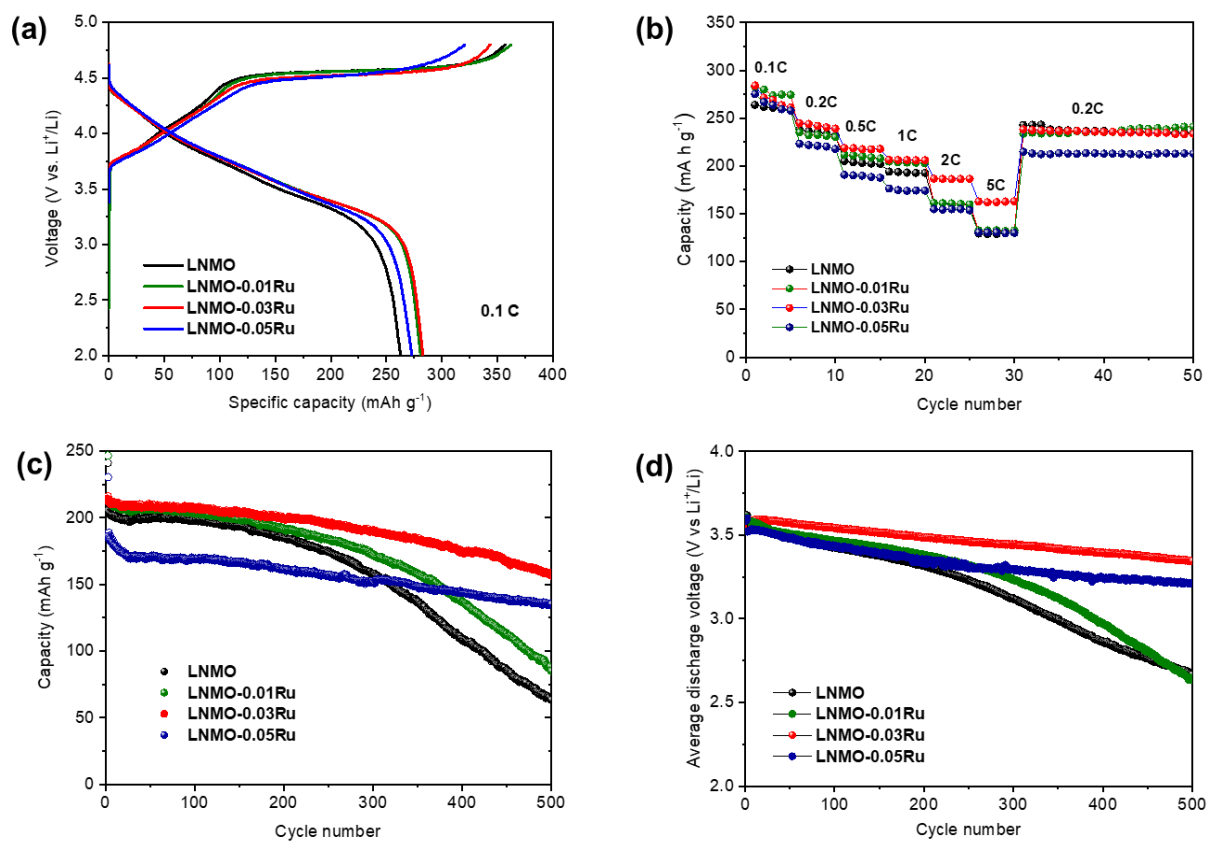 (a)
5.0
4.5
4.0
3.5
3.0
2.5
2.0
Voltage (V vs. Li⁺/Li)
LNMO
LNMO-0.01Ru
LNMO-0.03Ru
LNMO-0.05Ru
0.1 C
0 50 100 150 200 250 300 350 400
Specific capacity (mAh g⁻¹)
(b)
350
300
250
200
150
100
50
0
Capacity (mA h g⁻¹)
0.1C
0.2C
0.5C
1C
2C
5C
0.2C
LNMO
LNMO-0.01Ru
LNMO-0.03Ru
LNMO-0.05Ru
0 10 20 30 40 50
Cycle number
(c)
250
200
150
100
50
0
Capacity (mAh g⁻¹)
LNMO
LNMO-0.01Ru
LNMO-0.03Ru
LNMO-0.05Ru
0 100 200 300 400 500
Cycle number
(d)
4.0
3.5
3.0
2.5
2.0
Average discharge voltage (V vs Li⁺/Li)
LNMO
LNMO-0.01Ru
LNMO-0.03Ru
LNMO-0.05Ru
0 100 200 300 400 500
Cycle number